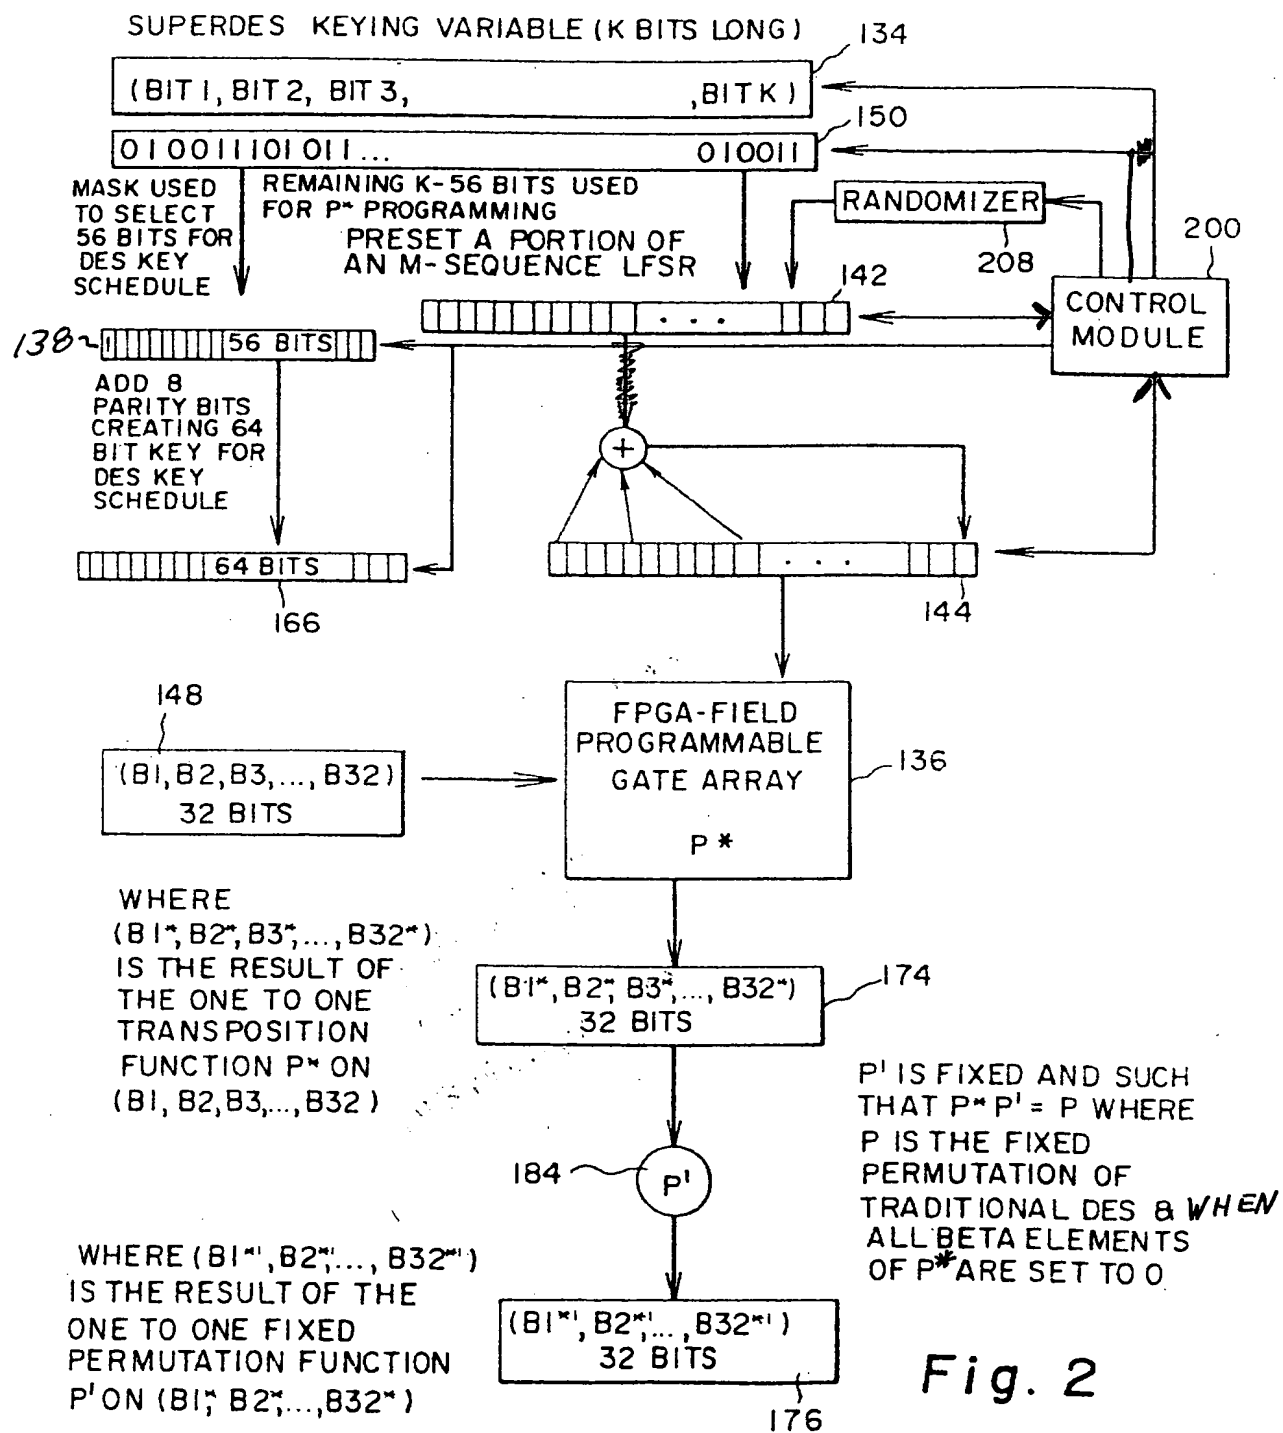 SUPERDES KEYING VARIABLE (K BITS LONG)
134
(BIT 1, BIT 2, BIT 3, ,BIT K)
150
010011101011... 010011
MASK USED
TO SELECT
56 BITS FOR
DES KEY
SCHEDULE
REMAINING K-56 BITS USED
FOR P* PROGRAMMING
PRESET A PORTION OF
AN M-SEQUENCE LFSR
RANDOMIZER
208
200
CONTROL
MODULE
142
. . .
138
56 BITS
ADD 8
PARITY BITS
CREATING 64
BIT KEY FOR
DES KEY
SCHEDULE
+
64 BITS
166
. . .
144
148
(B1, B2, B3, ..., B32)
32 BITS
FPGA-FIELD
PROGRAMMABLE
GATE ARRAY
P*
136
WHERE
(B1*, B2*, B3*, ..., B32*)
IS THE RESULT OF
THE ONE TO ONE
TRANSPOSITION
FUNCTION P* ON
(B1, B2, B3, ..., B32)
(B1*, B2*, B3*, ..., B32*)
32 BITS
174
184
P'
P' IS FIXED AND SUCH
THAT P* P' = P WHERE
P IS THE FIXED
PERMUTATION OF
TRADITIONAL DES & WHEN
ALL BETA ELEMENTS
OF P* ARE SET TO 0
WHERE (B1*', B2*', ..., B32*')
IS THE RESULT OF THE
ONE TO ONE FIXED
PERMUTATION FUNCTION
P' ON (B1*, B2*, ..., B32*)
(B1*', B2*', ..., B32*')
32 BITS
176
Fig. 2